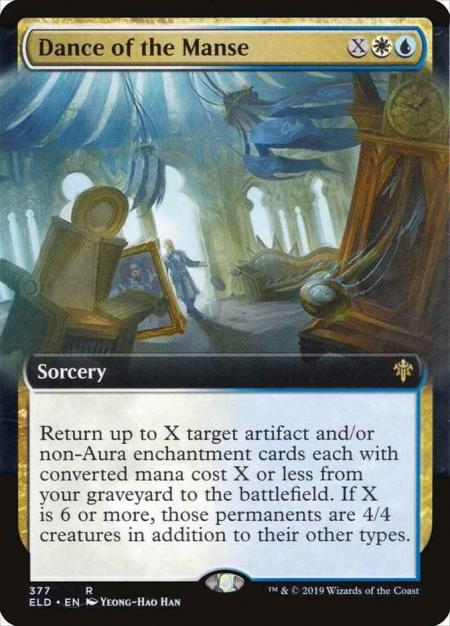 Dance of the Manse X
Sorcery
Return up to X target artifact and/or
non-Aura enchantment cards each with
converted mana cost X or less from
your graveyard to the battlefield. If X
is 6 or more, those permanents are 4/4
creatures in addition to their other types.
377 R
ELD • EN Yeong-Hao Han
™ & © 2019 Wizards of the Coast